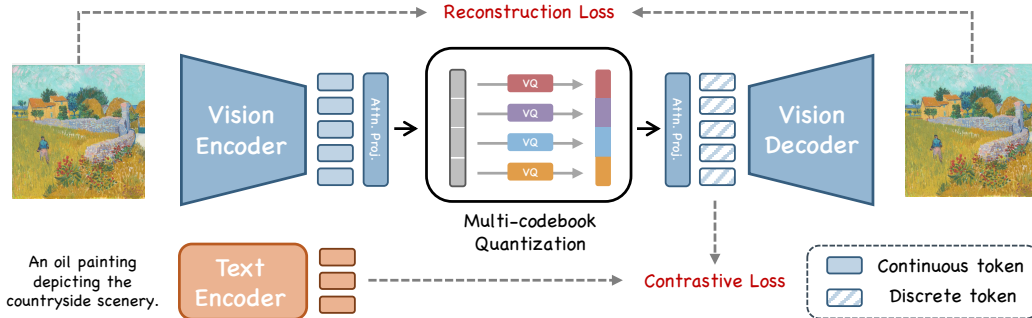 Reconstruction Loss
Vision
Encoder
Attn. Proj.
VQ
VQ
VQ
VQ
Multi-codebook
Quantization
Attn. Proj.
Vision
Decoder
An oil painting
depicting the
countryside scenery.
Text
Encoder
Contrastive Loss
Continuous token
Discrete token